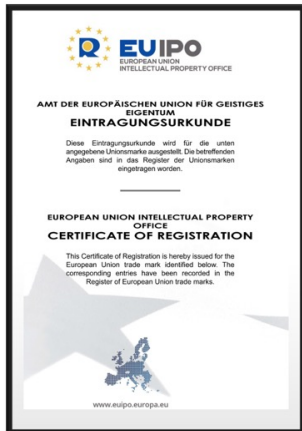 EUIPO
EUROPEAN UNION
INTELLECTUAL PROPERTY OFFICE
AMT DER EUROPÄISCHEN UNION FÜR GEISTIGES
EIGENTUM
EINTRAGUNGSURKUNDE
Diese Eintragungsurkunde wird für die unten
angegebene Unionsmarke ausgestellt. Die betreffenden
Angaben sind in das Register der Unionsmarken
eingetragen worden.
EUROPEAN UNION INTELLECTUAL PROPERTY
OFFICE
CERTIFICATE OF REGISTRATION
This Certificate of Registration is hereby issued for the
European Union trade mark identified below. The
corresponding entries have been recorded in the
Register of European Union trade marks.
www.euipo.europa.eu